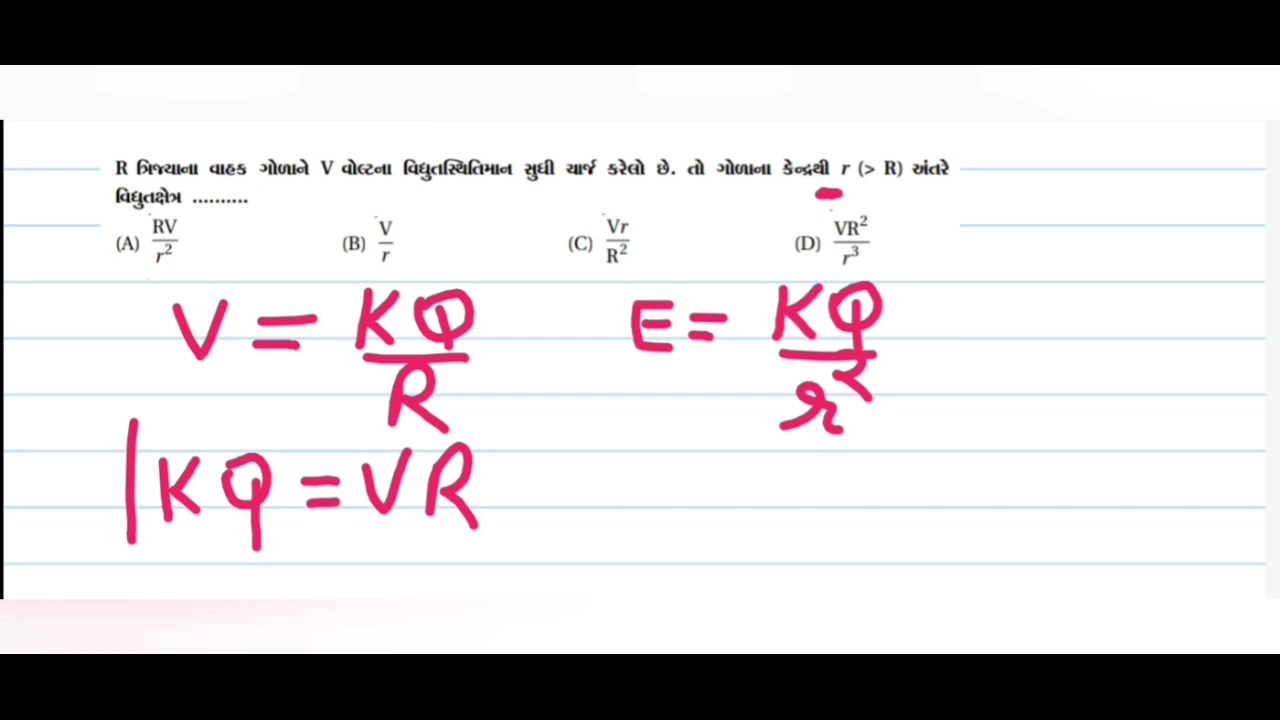 R ત્રિજ્યાના વાહક ગોળાને V વોલ્ટના વિદ્યુતસ્થિતિમાન સુધી ચાર્જ કરેલો છે. તો ગોળાના કેન્દ્રથી r (> R) અંતરે
વિદ્યુતક્ષેત્ર ..........
(A) RV/r² (B) V/r (C) Vr/R² (D) VR²/r³
V = KQ/R E = KQ/r²
KQ = VR